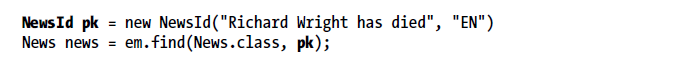 NewsId pk = new NewsId("Richard Wright has died", "EN")
News news = em.find(News.class, pk);